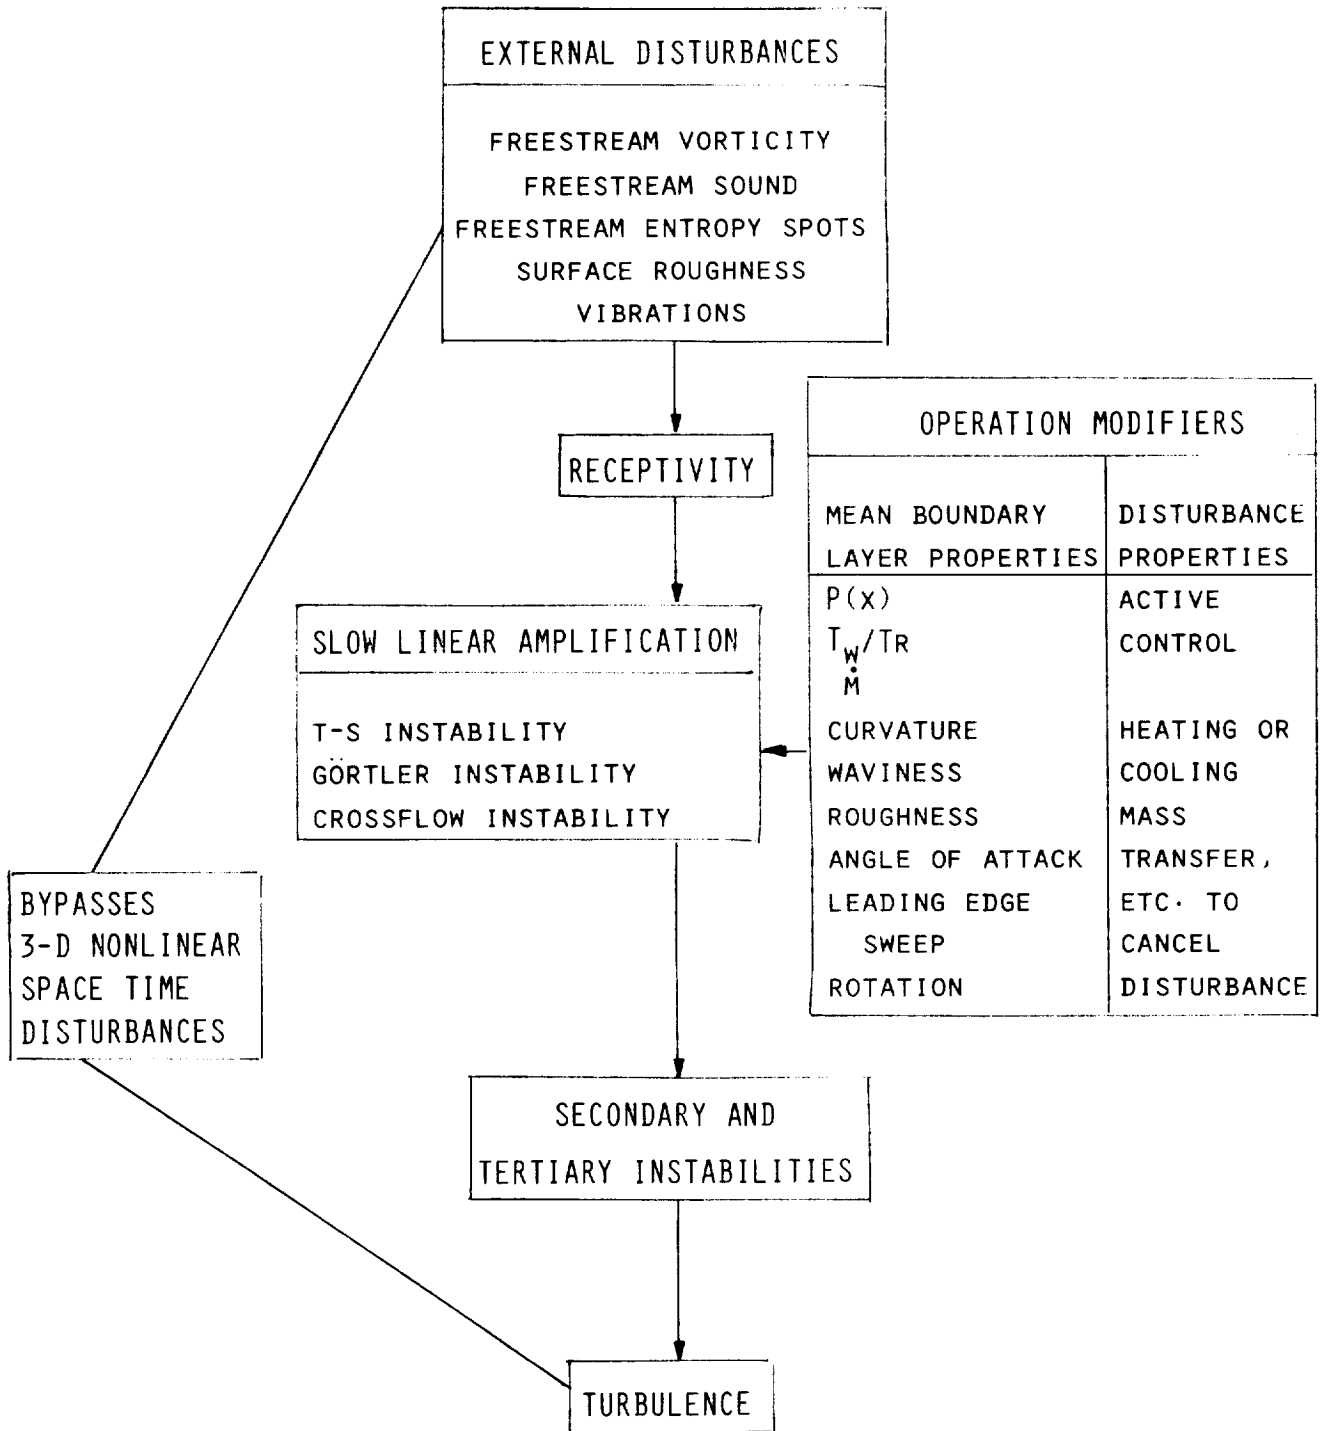 EXTERNAL DISTURBANCES
FREESTREAM VORTICITY
FREESTREAM SOUND
FREESTREAM ENTROPY SPOTS
SURFACE ROUGHNESS
VIBRATIONS
RECEPTIVITY
OPERATION MODIFIERS
MEAN BOUNDARY
LAYER PROPERTIES
P(X)
T_W/TR
Ṁ
CURVATURE
WAVINESS
ROUGHNESS
ANGLE OF ATTACK
LEADING EDGE
SWEEP
ROTATION
DISTURBANCE
PROPERTIES
ACTIVE
CONTROL
HEATING OR
COOLING
MASS
TRANSFER,
ETC. TO
CANCEL
DISTURBANCE
SLOW LINEAR AMPLIFICATION
T-S INSTABILITY
GÖRTLER INSTABILITY
CROSSFLOW INSTABILITY
BYPASSES
3-D NONLINEAR
SPACE TIME
DISTURBANCES
SECONDARY AND
TERTIARY INSTABILITIES
TURBULENCE